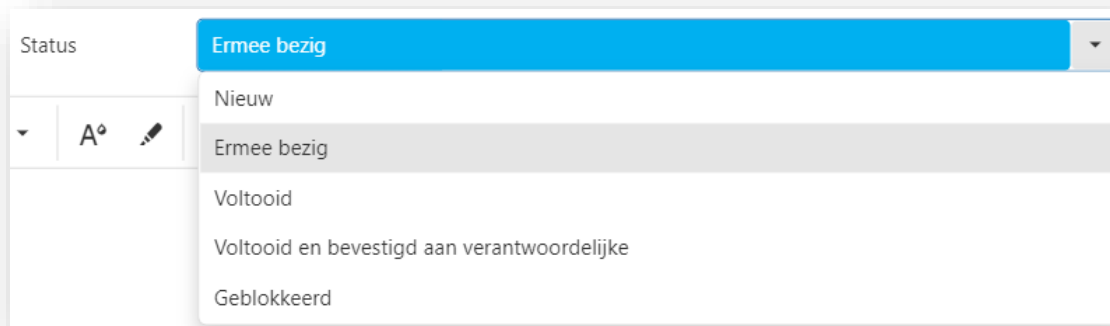 Status
Ermee bezig
Nieuw
Ermee bezig
Voltooid
Voltooid en bevestigd aan verantwoordelijke
Geblokkeerd